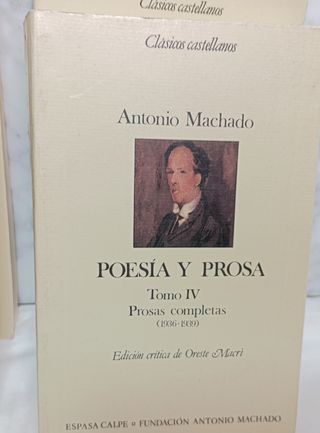 Clásicos castellanos
Clásicos castellanos
Antonio Machado
POESÍA Y PROSA
Tomo IV
Prosas completas
(1936-1939)
Edición crítica de Oreste Macrì
ESPASA CALPE ¤ FUNDACIÓN ANTONIO MACHADO